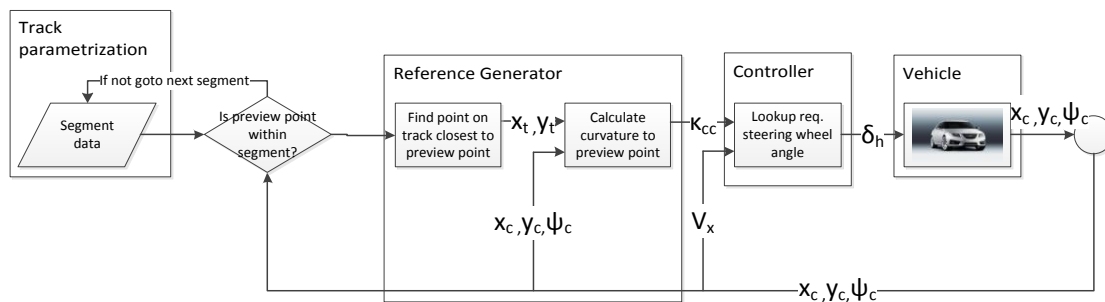 Track
parametrization
If not goto next segment
Segment
data
Is preview point
within
segment?
Reference Generator
Find point on
track closest to
preview point
xt,yt
Calculate
curvature to
preview point
κcc
Controller
Lookup req.
steering wheel
angle
δh
Vehicle
xc,yc,ψc
xc,yc,ψc
Vx
xc,yc,ψc